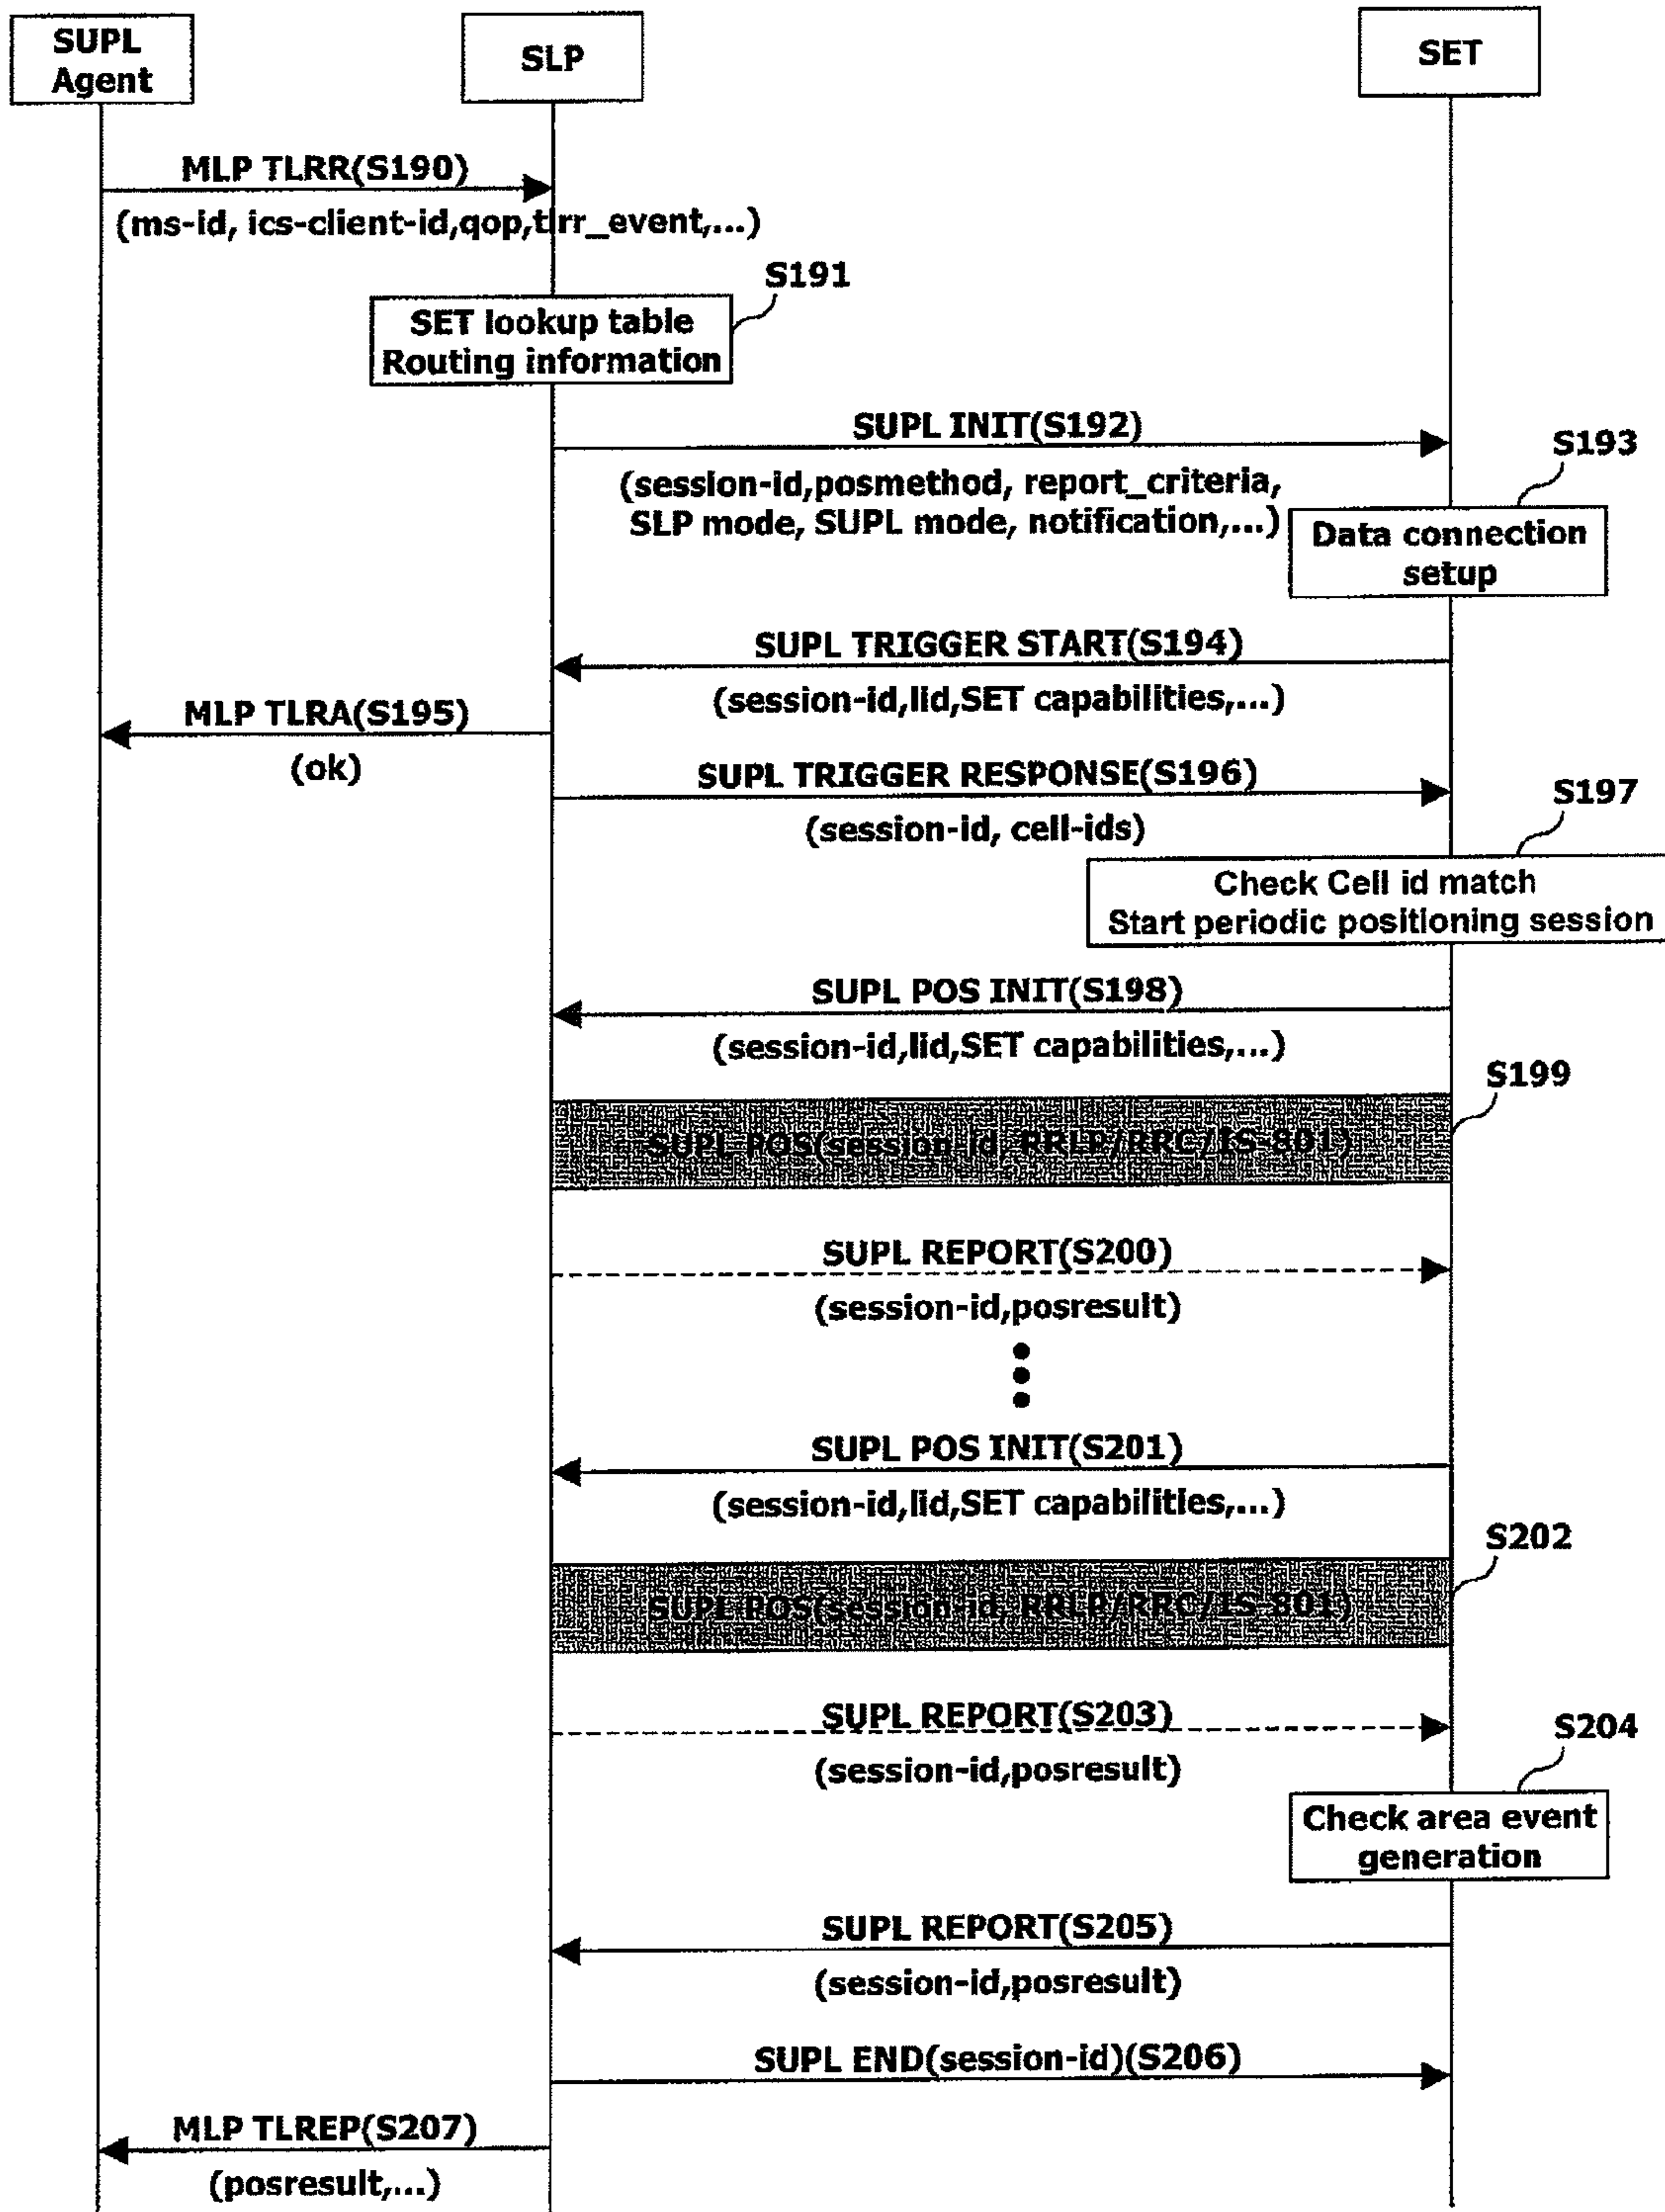 SUPL
Agent
SLP
SET
MLP TLRR(S190)
(ms-id, ics-client-id,qop,tlrr_event,...)
S191
SET lookup table
Routing information
SUPL INIT(S192)
(session-id,posmethod, report_criteria,
SLP mode, SUPL mode, notification,...)
S193
Data connection
setup
SUPL TRIGGER START(S194)
(session-id,lid,SET capabilities,...)
MLP TLRA(S195)
(ok)
SUPL TRIGGER RESPONSE(S196)
(session-id, cell-ids)
S197
Check Cell id match
Start periodic positioning session
SUPL POS INIT(S198)
(session-id,lid,SET capabilities,...)
S199
SUPL POS(session-id, RRLP/RRC/IS-801)
SUPL REPORT(S200)
(session-id,posresult)
SUPL POS INIT(S201)
(session-id,lid,SET capabilities,...)
S202
SUPL POS(session-id, RRLP/RRC/IS-801)
SUPL REPORT(S203)
(session-id,posresult)
S204
Check area event
generation
SUPL REPORT(S205)
(session-id,posresult)
SUPL END(session-id)(S206)
MLP TLREP(S207)
(posresult,...)